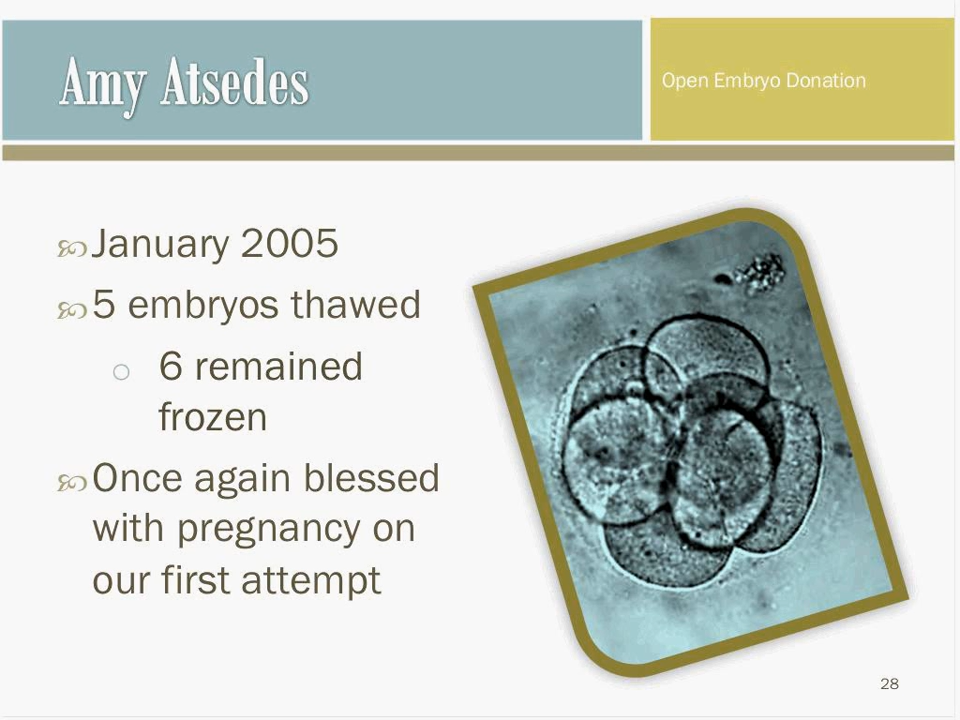 Amy Atsedes
Open Embryo Donation
January 2005
5 embryos thawed
o 6 remained
frozen
Once again blessed
with pregnancy on
our first attempt
28